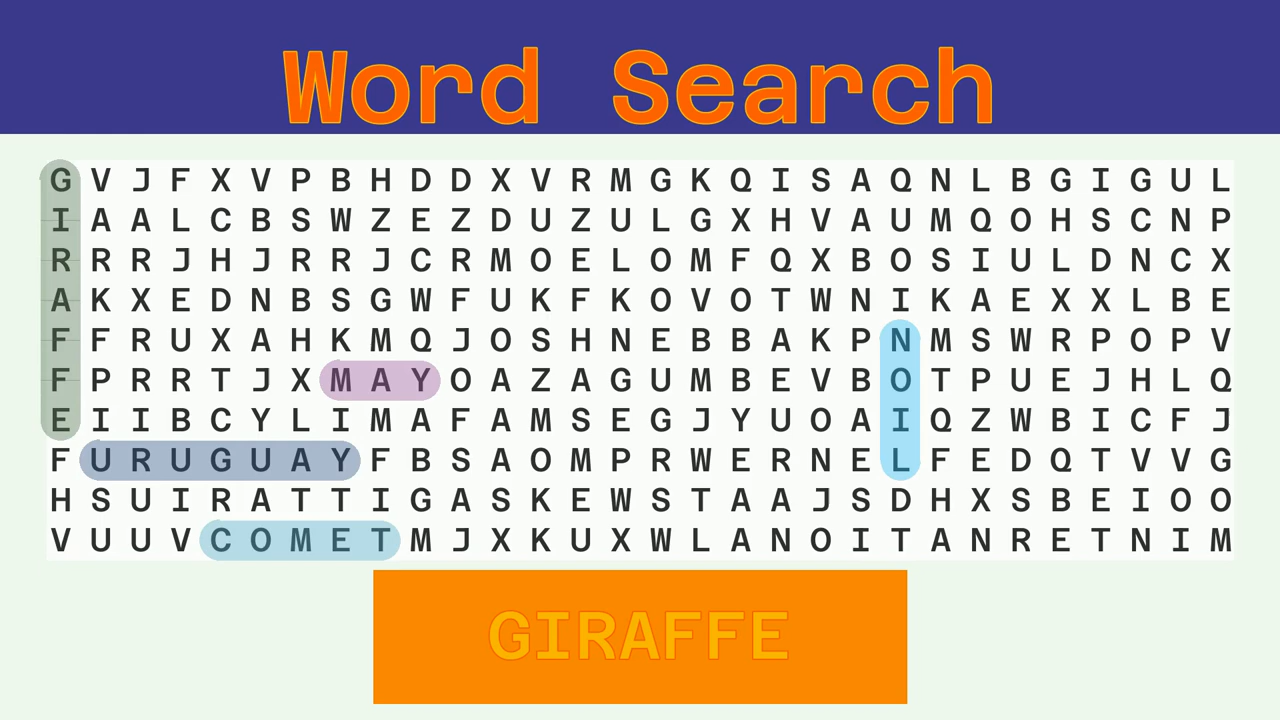 Word Search
G V J F X V P B H D D X V R M G K Q I S A Q N L B G I G U L
I A A L C B S W Z E Z D U Z U L G X H V A U M Q O H S C N P
R R R J H J R R J C R M O E L O M F Q X B O S I U L D N C X
A K X E D N B S G W F U K F K O V O T W N I K A E X X L B E
F F R U X A H K M Q J O S H N E B B A K P N M S W R P O P V
F P R R T J X M A Y O A Z A G U M B E V B O T P U E J H L Q
E I I B C Y L I M A F A M S E G J Y U O A I Q Z W B I C F J
F U R U G U A Y F B S A O M P R W E R N E L F E D Q T V V G
H S U I R A T T I G A S K E W S T A A J S D H X S B E I O O
V U U V C O M E T M J X K U X W L A N O I T A N R E T N I M
GIRAFFE